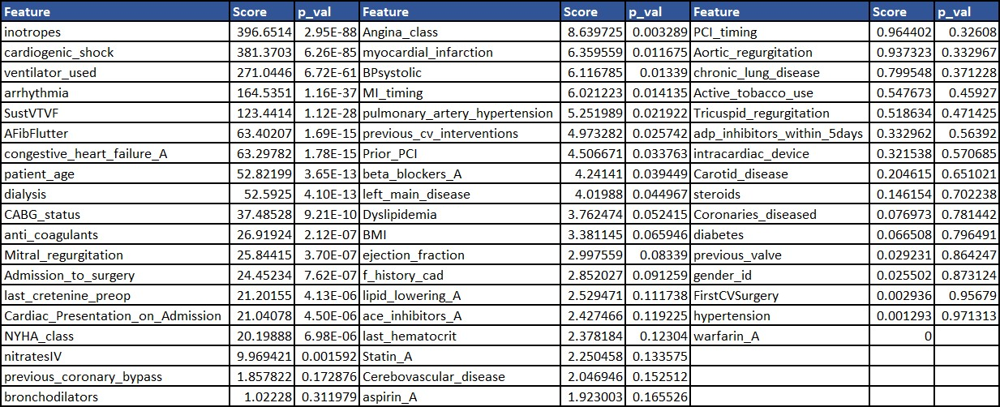 Feature Score p_val Feature Score p_val Feature Score p_val
inotropes 396.6514 2.95E-88 Angina_class 8.639725 0.003289 PCI_timing 0.964402 0.32608
cardiogenic_shock 381.3703 6.26E-85 myocardial_infarction 6.359559 0.011675 Aortic_regurgitation 0.937323 0.332967
ventilator_used 271.0446 6.72E-61 BPsystolic 6.116785 0.01339 chronic_lung_disease 0.799548 0.371228
arrhythmia 164.5351 1.16E-37 MI_timing 6.021223 0.014135 Active_tobacco_use 0.547673 0.45927
SustVTVF 123.4414 1.12E-28 pulmonary_artery_hypertension 5.251989 0.021922 Tricuspid_regurgitation 0.518634 0.471425
AFibFlutter 63.40207 1.69E-15 previous_cv_interventions 4.973282 0.025742 adp_inhibitors_within_5days 0.332962 0.56392
congestive_heart_failure_A 63.29782 1.78E-15 Prior_PCI 4.506671 0.033763 intracardiac_device 0.321538 0.570685
patient_age 52.82199 3.65E-13 beta_blockers_A 4.24141 0.039449 Carotid_disease 0.204615 0.651021
dialysis 52.5925 4.10E-13 left_main_disease 4.01988 0.044967 steroids 0.146154 0.702238
CABG_status 37.48528 9.21E-10 Dyslipidemia 3.762474 0.052415 Coronaries_diseased 0.076973 0.781442
anti_coagulants 26.91924 2.12E-07 BMI 3.381145 0.065946 diabetes 0.066508 0.796491
Mitral_regurgitation 25.84415 3.70E-07 ejection_fraction 2.997559 0.08339 previous_valve 0.029231 0.864247
Admission_to_surgery 24.45234 7.62E-07 f_history_cad 2.852027 0.091259 gender_id 0.025502 0.873124
last_cretenine_preop 21.20155 4.13E-06 lipid_lowering_A 2.529471 0.111738 FirstCVSurgery 0.002936 0.95679
Cardiac_Presentation_on_Admission 21.04078 4.50E-06 ace_inhibitors_A 2.427466 0.119225 hypertension 0.001293 0.971313
NYHA_class 20.19888 6.98E-06 last_hematocrit 2.378184 0.12304 warfarin_A 0
nitratesIV 9.969421 0.001592 Statin_A 2.250458 0.133575
previous_coronary_bypass 1.857822 0.172876 Cerebovascular_disease 2.046946 0.152512
bronchodilators 1.02228 0.311979 aspirin_A 1.923003 0.165526